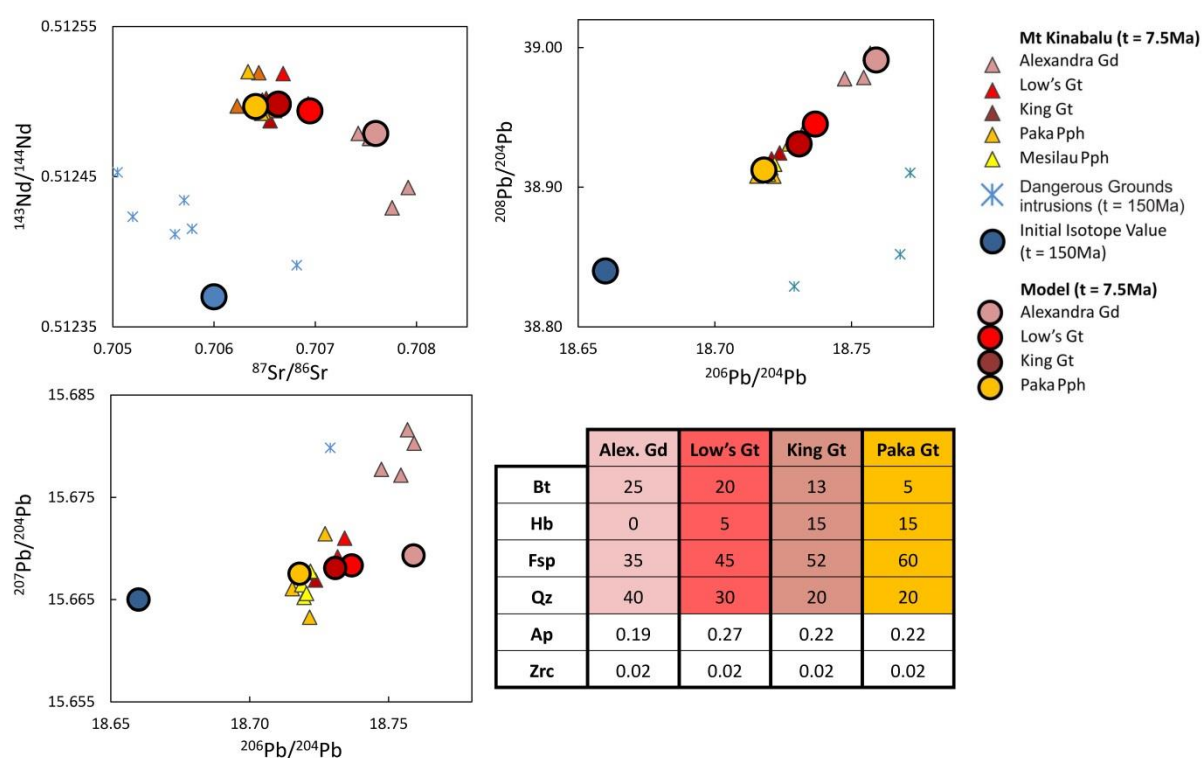 0.51255
0.51245
0.51235
143Nd/144Nd
0.705
0.706
0.707
0.708
87Sr/86Sr
39.00
38.90
38.80
208Pb/204Pb
18.65
18.70
18.75
206Pb/204Pb
Mt Kinabalu (t = 7.5Ma)
Alexandra Gd
Low's Gt
King Gt
Paka Pph
Mesilau Pph
Dangerous Grounds
intrusions (t = 150Ma)
Initial Isotope Value
(t = 150Ma)
Model (t = 7.5Ma)
Alexandra Gd
Low's Gt
King Gt
Paka Pph
15.685
15.675
15.665
15.655
207Pb/204Pb
18.65
18.70
18.75
206Pb/204Pb
Alex. Gd Low's Gt King Gt Paka Gt
Bt 25 20 13 5
Hb 0 5 15 15
Fsp 35 45 52 60
Qz 40 30 20 20
Ap 0.19 0.27 0.22 0.22
Zrc 0.02 0.02 0.02 0.02